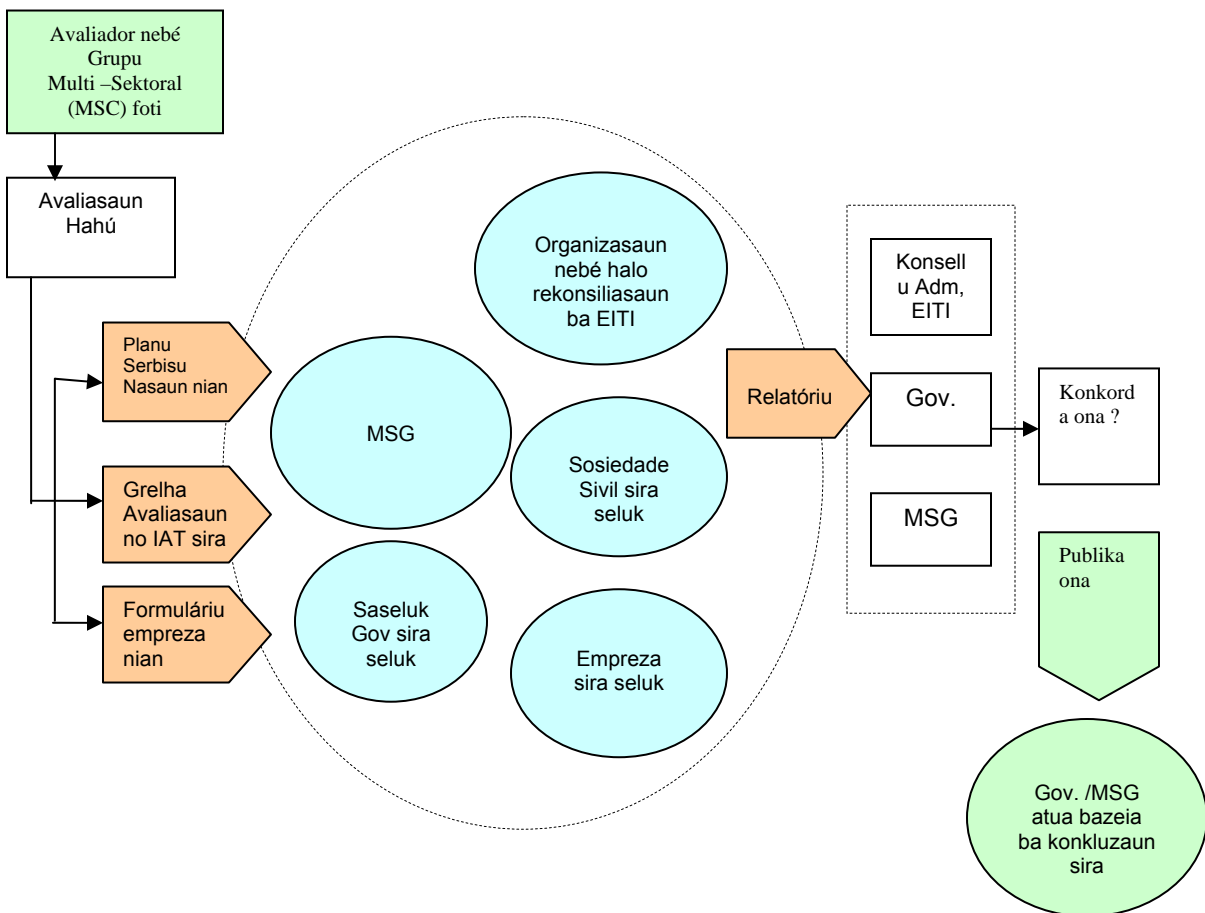 Avaliador nebé
Grupu
Multi –Sektoral
(MSC) foti
Avaliasaun
Hahú
Planu
Serbisu
Nasaun nian
Grelha
Avaliasaun
no IAT sira
Formuláriu
empreza
nian
Organizasaun
nebé halo
rekonsiliasaun
ba EITI
MSG
Sosiedade
Sivil sira
seluk
Saseluk
Gov sira
seluk
Empreza
sira seluk
Relatóriu
Konsell
u Adm,
EITI
Gov.
MSG
Konkord
a ona ?
Publika
ona
Gov. /MSG
atua bazeia
ba konkluzaun
sira